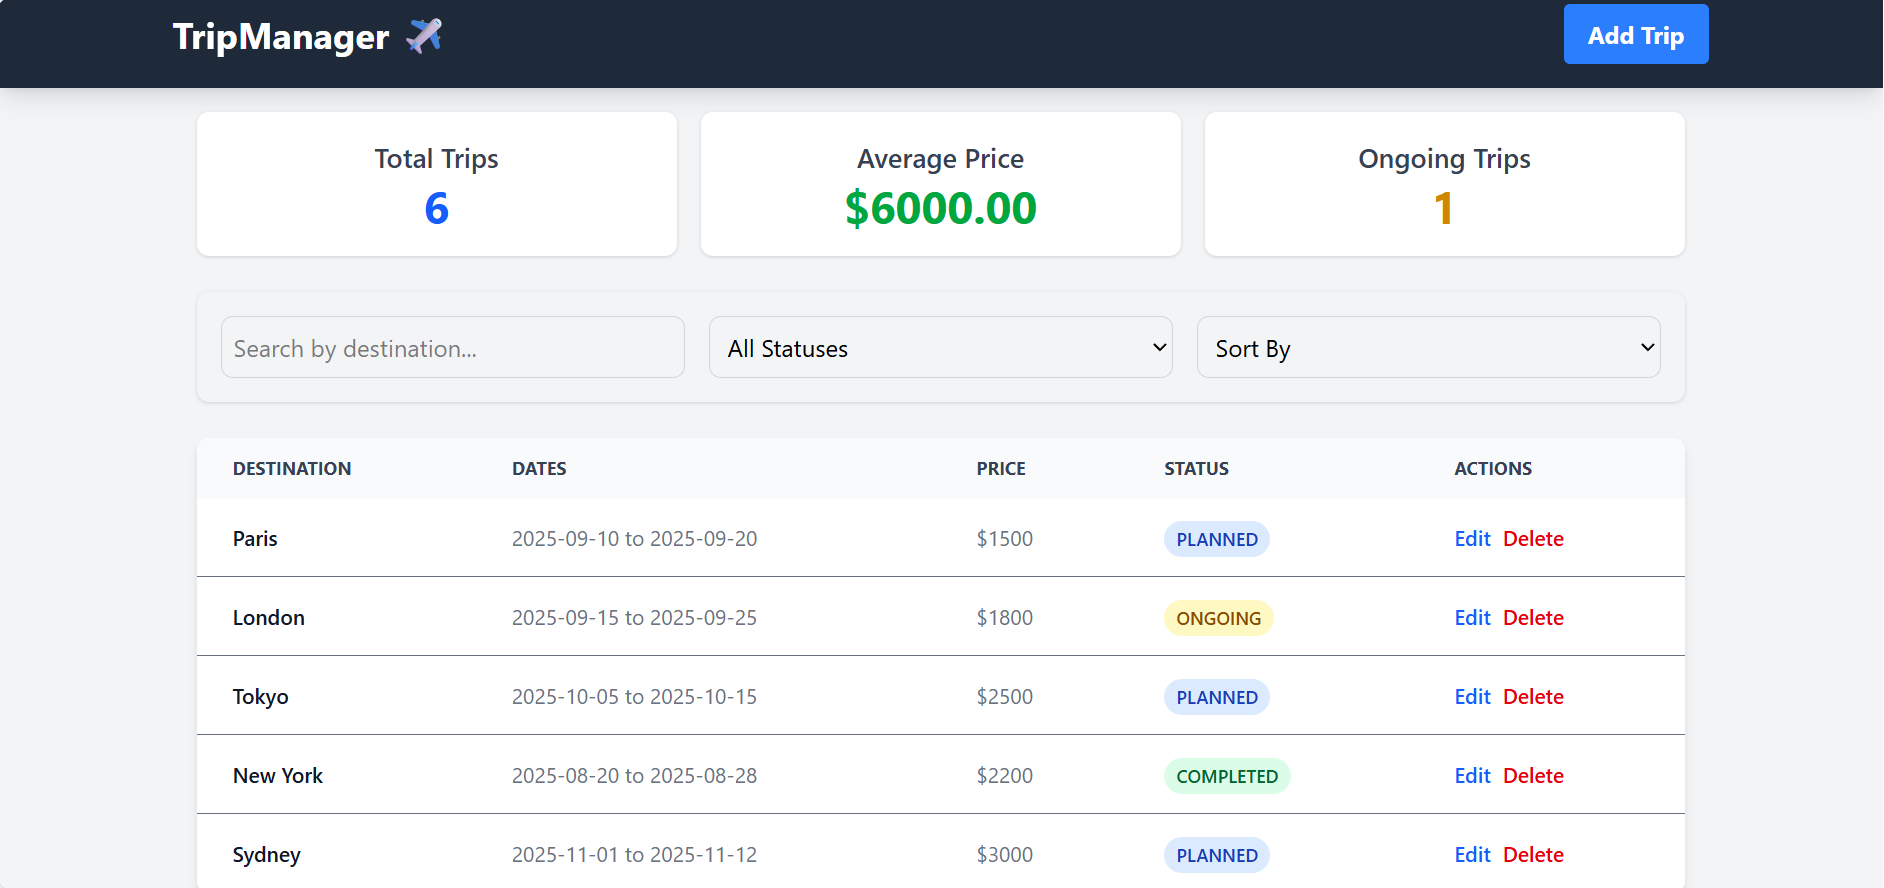 TripManager ✈️ Add Trip
Total Trips Average Price Ongoing Trips
6 $6000.00 1
Search by destination... All Statuses Sort By
DESTINATION DATES PRICE STATUS ACTIONS
Paris 2025-09-10 to 2025-09-20 $1500 PLANNED Edit Delete
London 2025-09-15 to 2025-09-25 $1800 ONGOING Edit Delete
Tokyo 2025-10-05 to 2025-10-15 $2500 PLANNED Edit Delete
New York 2025-08-20 to 2025-08-28 $2200 COMPLETED Edit Delete
Sydney 2025-11-01 to 2025-11-12 $3000 PLANNED Edit Delete